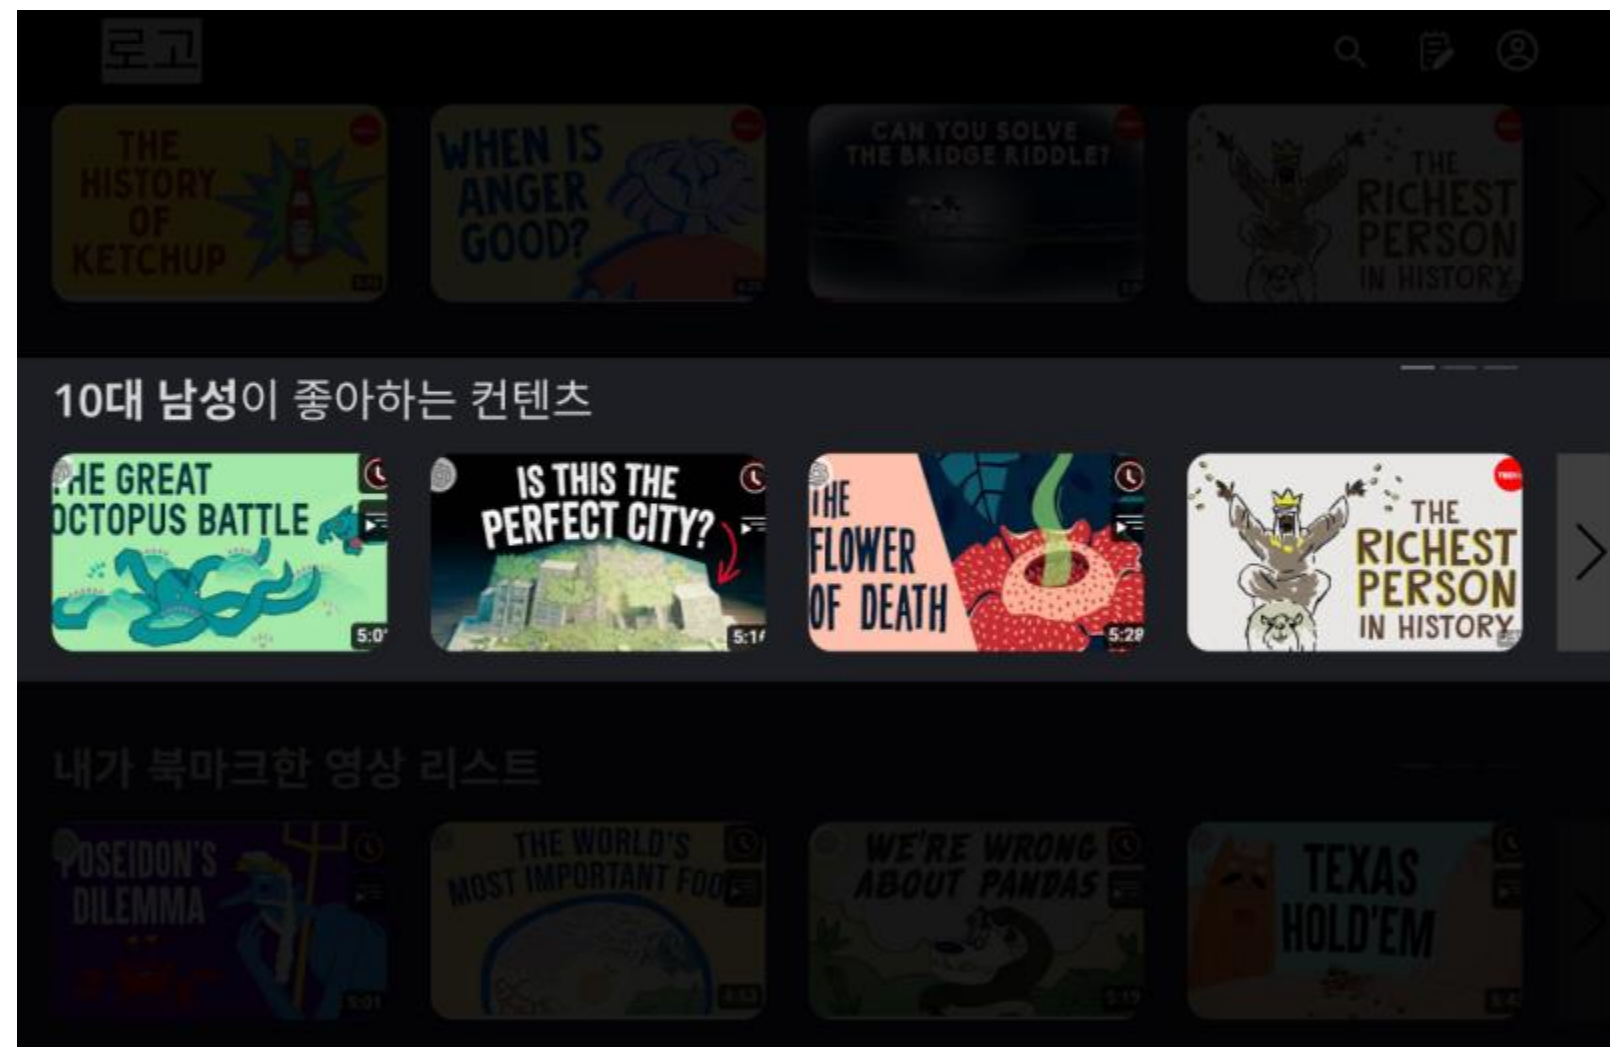 로고
THE
HISTORY
OF
KETCHUP
WHEN IS
ANGER
GOOD?
CAN YOU SOLVE
THE BRIDGE RIDDLE?
THE
RICHEST
PERSON
IN HISTORY
10대 남성이 좋아하는 컨텐츠
THE GREAT
OCTOPUS BATTLE
IS THIS THE
PERFECT CITY?
5:16
THE
FLOWER
OF DEATH
5:28
THE
RICHEST
PERSON
IN HISTORY
내가 북마크한 영상 리스트
POSEIDON'S
DILEMMA
5:01
THE WORLD'S
MOST IMPORTANT FOOD
WE'RE WRONG
ABOUT PANDAS
5:19
TEXAS
HOLD'EM